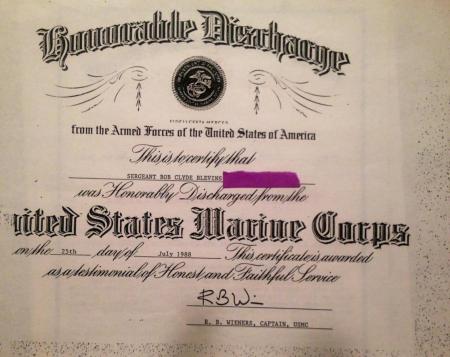 Honorable Discharge
from the Armed Forces of the United States of America
This is to certify that
SERGEANT BOB CLYDE BLEVINS
was Honorably Discharged from the
ited States Marine Corps
on the 25th day of July 1988 This certificate is awarded
as a testimonial of Honest and Faithful Service
R. B. WIENERS, CAPTAIN, USMC